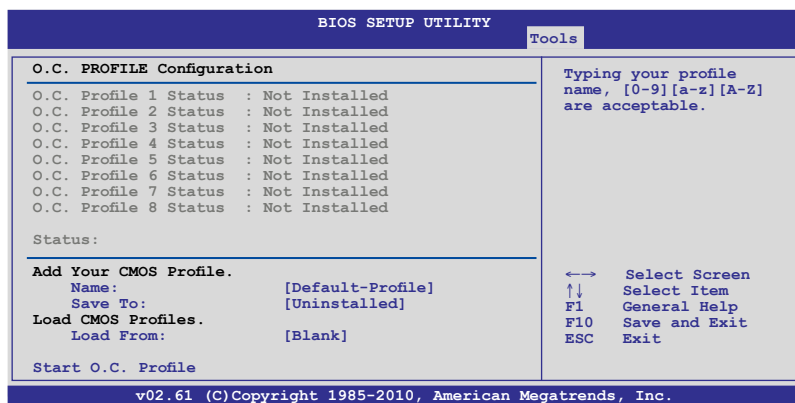 BIOS SETUP UTILITY
Tools
O.C. PROFILE Configuration
O.C. Profile 1 Status : Not Installed
O.C. Profile 2 Status : Not Installed
O.C. Profile 3 Status : Not Installed
O.C. Profile 4 Status : Not Installed
O.C. Profile 5 Status : Not Installed
O.C. Profile 6 Status : Not Installed
O.C. Profile 7 Status : Not Installed
O.C. Profile 8 Status : Not Installed
Status:
Add Your CMOS Profile.
Name: [Default-Profile]
Save To: [Uninstalled]
Load CMOS Profiles.
Load From: [Blank]
Start O.C. Profile
Typing your profile
name, [0-9][a-z][A-Z]
are acceptable.
←→ Select Screen
↑↓ Select Item
F1 General Help
F10 Save and Exit
ESC Exit
v02.61 (C)Copyright 1985-2010, American Megatrends, Inc.